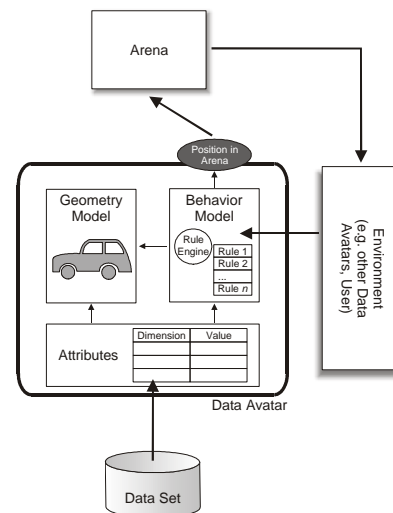 Arena
Position in
Arena
Geometry
Model
Behavior
Model
Rule
Engine
Rule 1
Rule 2
...
Rule n
Environment
(e.g. other Data
Avatars, User)
Attributes
Dimension
Value
Data Avatar
Data Set